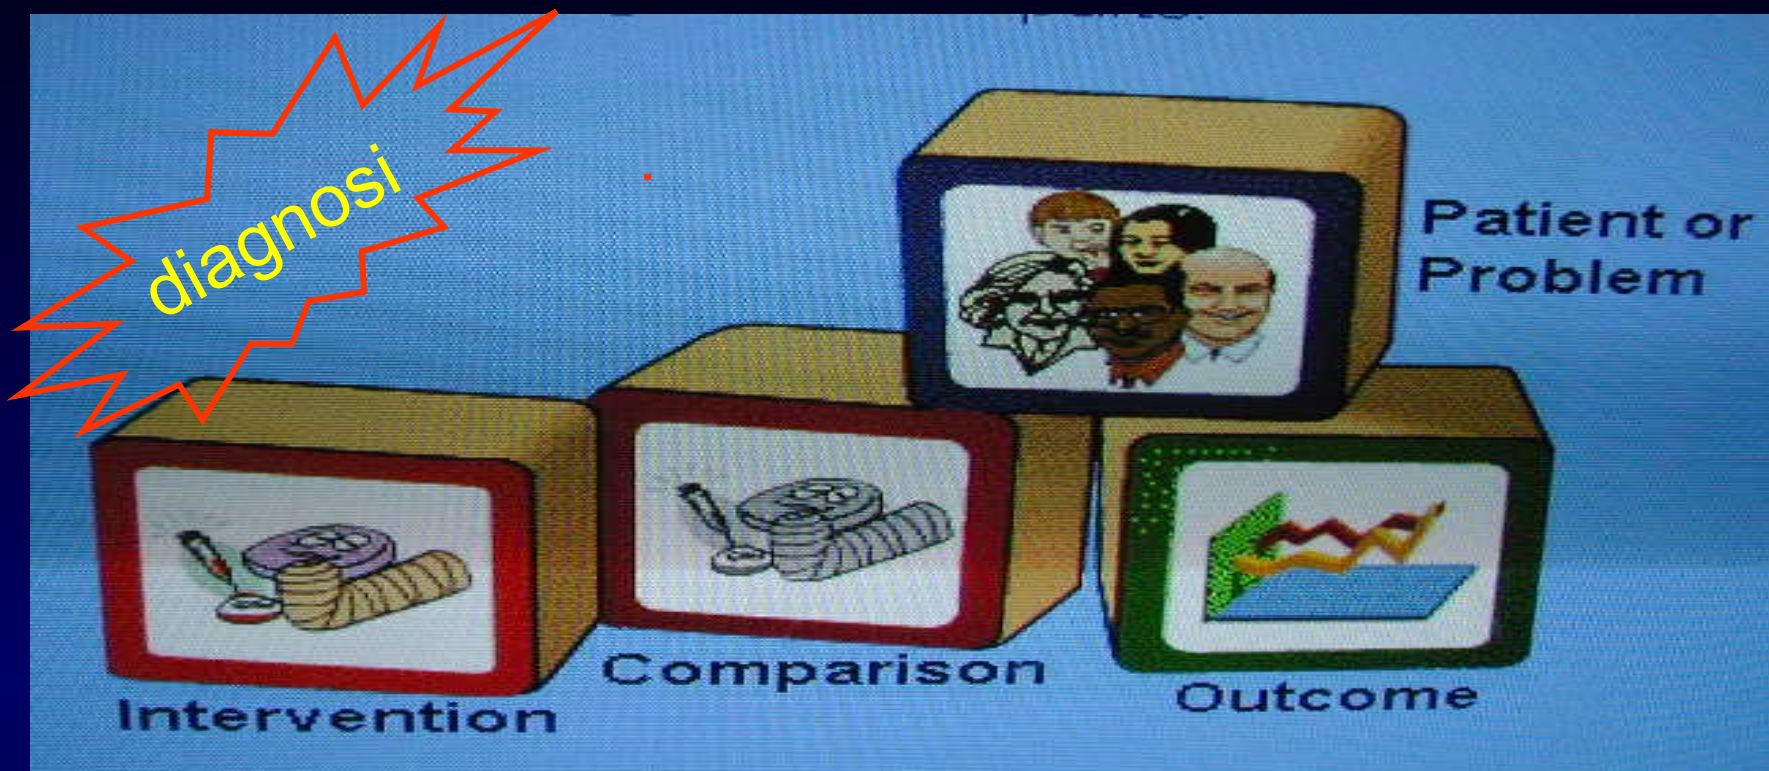 diagnosi
Patient or
Problem
Comparison
Intervention
Outcome